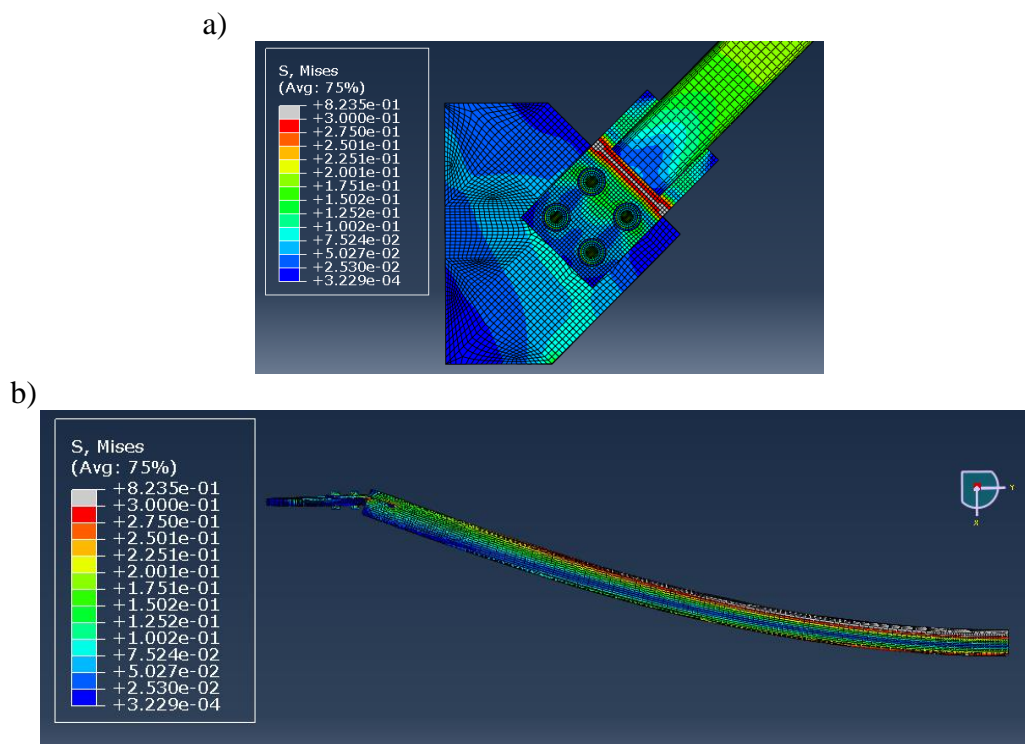 a)
S, Mises
(Avg: 75%)
+8.235e-01
+3.000e-01
+2.750e-01
+2.501e-01
+2.251e-01
+2.001e-01
+1.751e-01
+1.502e-01
+1.252e-01
+1.002e-01
+7.524e-02
+5.027e-02
+2.530e-02
+3.229e-04
b)
S, Mises
(Avg: 75%)
+8.235e-01
+3.000e-01
+2.750e-01
+2.501e-01
+2.251e-01
+2.001e-01
+1.751e-01
+1.502e-01
+1.252e-01
+1.002e-01
+7.524e-02
+5.027e-02
+2.530e-02
+3.229e-04
Y
X